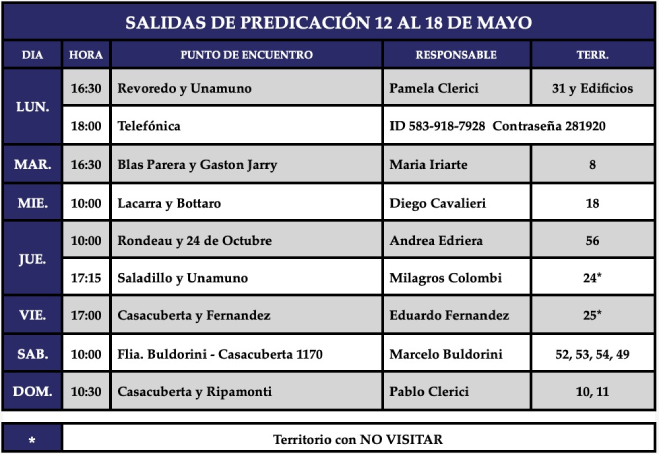 SALIDAS DE PREDICACIÓN 12 AL 18 DE MAYO
DIA HORA PUNTO DE ENCUENTRO RESPONSABLE TERR.
LUN. 16:30 Revoredo y Unamuno Pamela Clerici 31 y Edificios
18:00 Telefónica ID 583-918-7928 Contraseña 281920
MAR. 16:30 Blas Parera y Gaston Jarry Maria Iriarte 8
MIE. 10:00 Lacarra y Bottaro Diego Cavalieri 18
JUE. 10:00 Rondeau y 24 de Octubre Andrea Edriera 56
17:15 Saladillo y Unamuno Milagros Colombi 24*
VIE. 17:00 Casacuberta y Fernandez Eduardo Fernandez 25*
SAB. 10:00 Flia. Buldorini - Casacuberta 1170 Marcelo Buldorini 52, 53, 54, 49
DOM. 10:30 Casacuberta y Ripamonti Pablo Clerici 10, 11
* Territorio con NO VISITAR